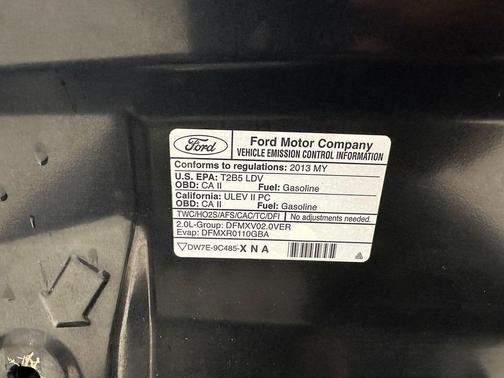 Ford
Ford Motor Company
VEHICLE EMISSION CONTROL INFORMATION
Conforms to regulations: 2013 MY
U.S. EPA: T2B5 LDV
OBD: CA II Fuel: Gasoline
California: ULEV II PC
OBD: CA II Fuel: Gasoline
TWC/HO2S/AFS/CAC/TC/DFI No adjustments needed.
2.0L-Group: DFMXV02.0VER
Evap: DFMXR0110GBA
DW7E-9C485-X N A